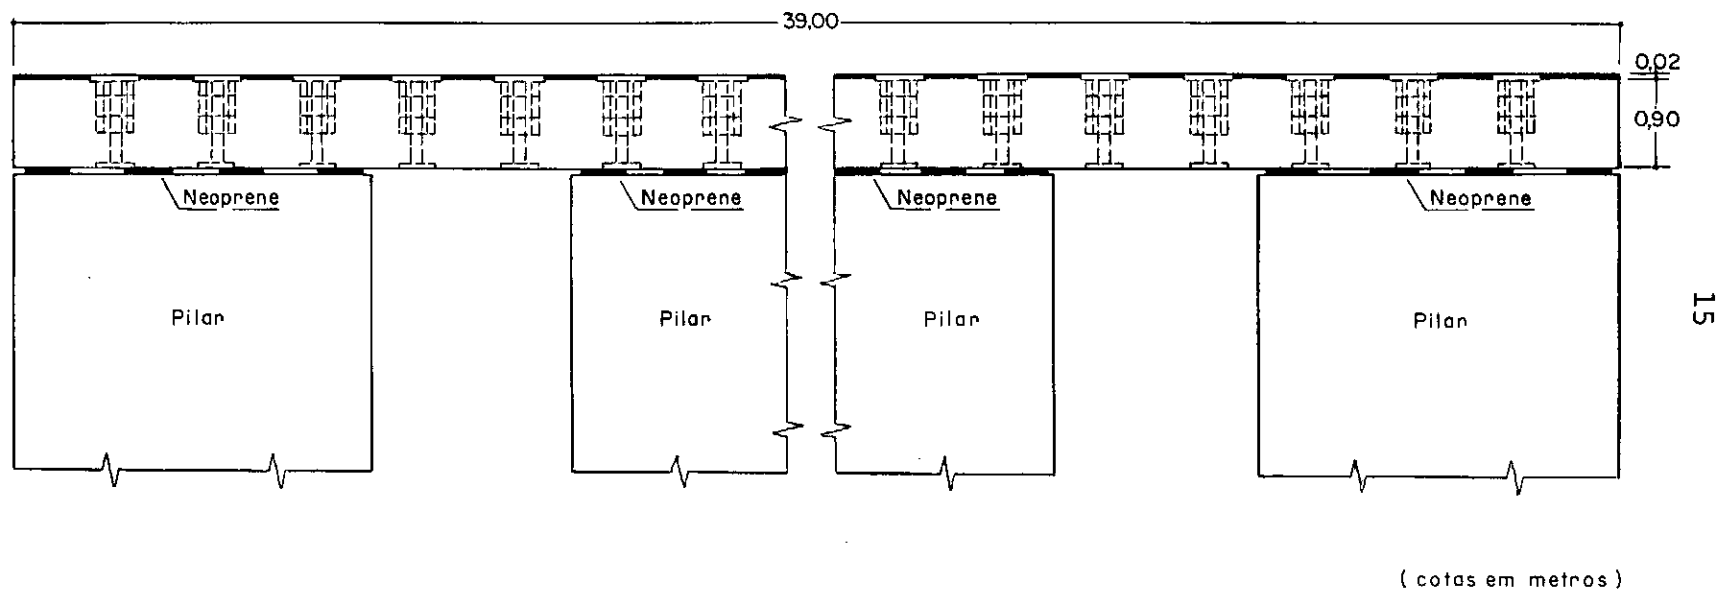 39,00
0,02
0,90
Neoprene Neoprene Neoprene Neoprene
Pilar Pilar Pilar Pilar
15
( cotas em metros )